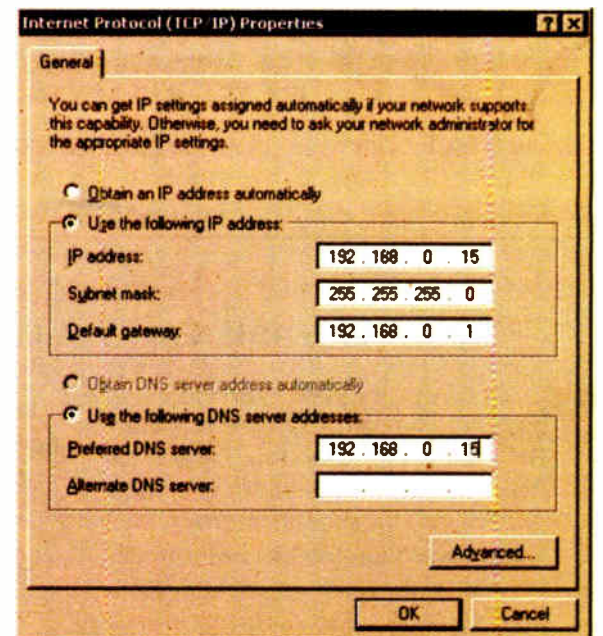 Internet Protocol (TCP/IP) Properties
General
You can get IP settings assigned automatically if your network supports
this capability. Otherwise, you need to ask your network administrator for
the appropriate IP settings.
Obtain an IP address automatically
Use the following IP address:
IP address: 192 . 168 . 0 . 15
Subnet mask: 255 . 255 . 255 . 0
Default gateway: 192 . 168 . 0 . 1
Obtain DNS server address automatically
Use the following DNS server addresses:
Preferred DNS server: 192 . 168 . 0 . 15
Alternate DNS server: . . .
Advanced...
OK Cancel